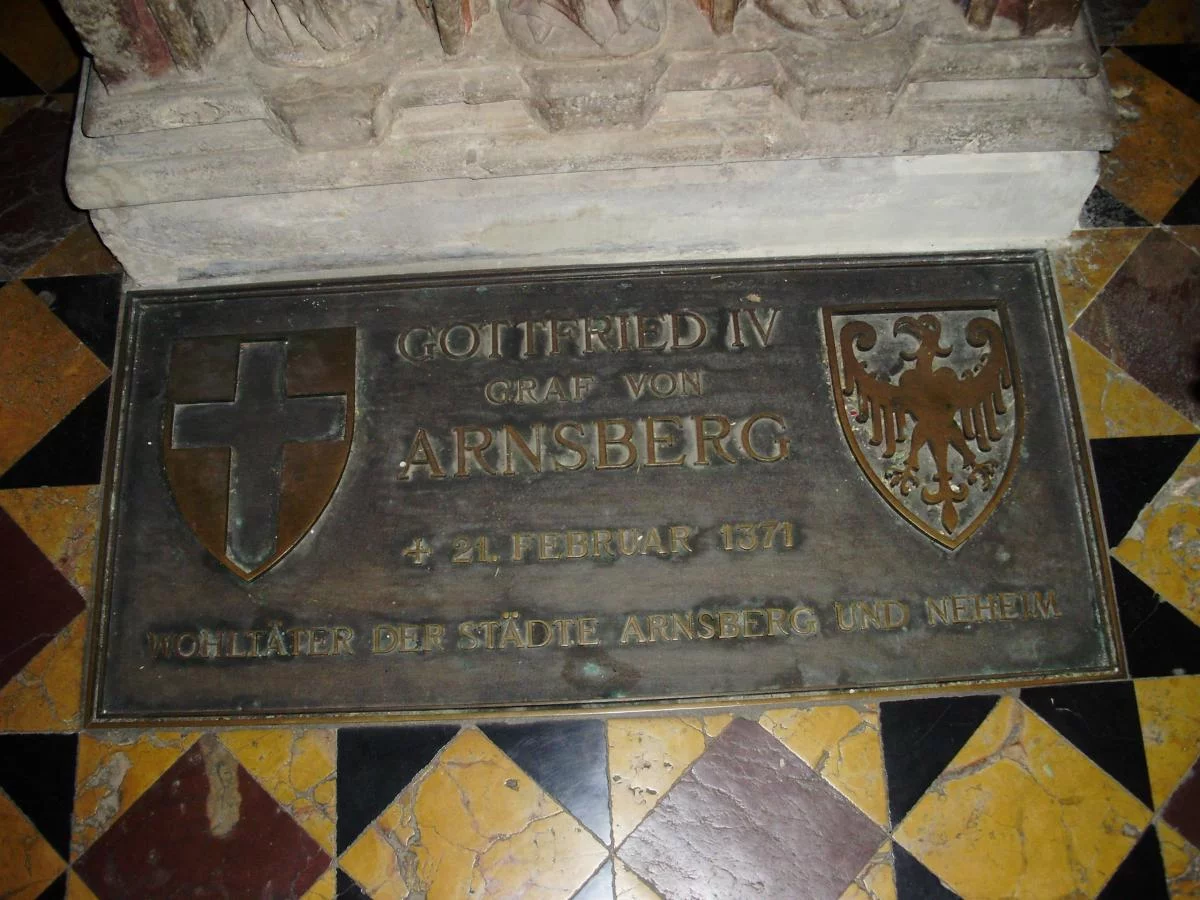 GOTTFRIED IV
GRAF VON
ARNSBERG
+ 21. FEBRUAR 1371
WOHLTÄTER DER STÄDTE ARNSBERG UND NEHEIM